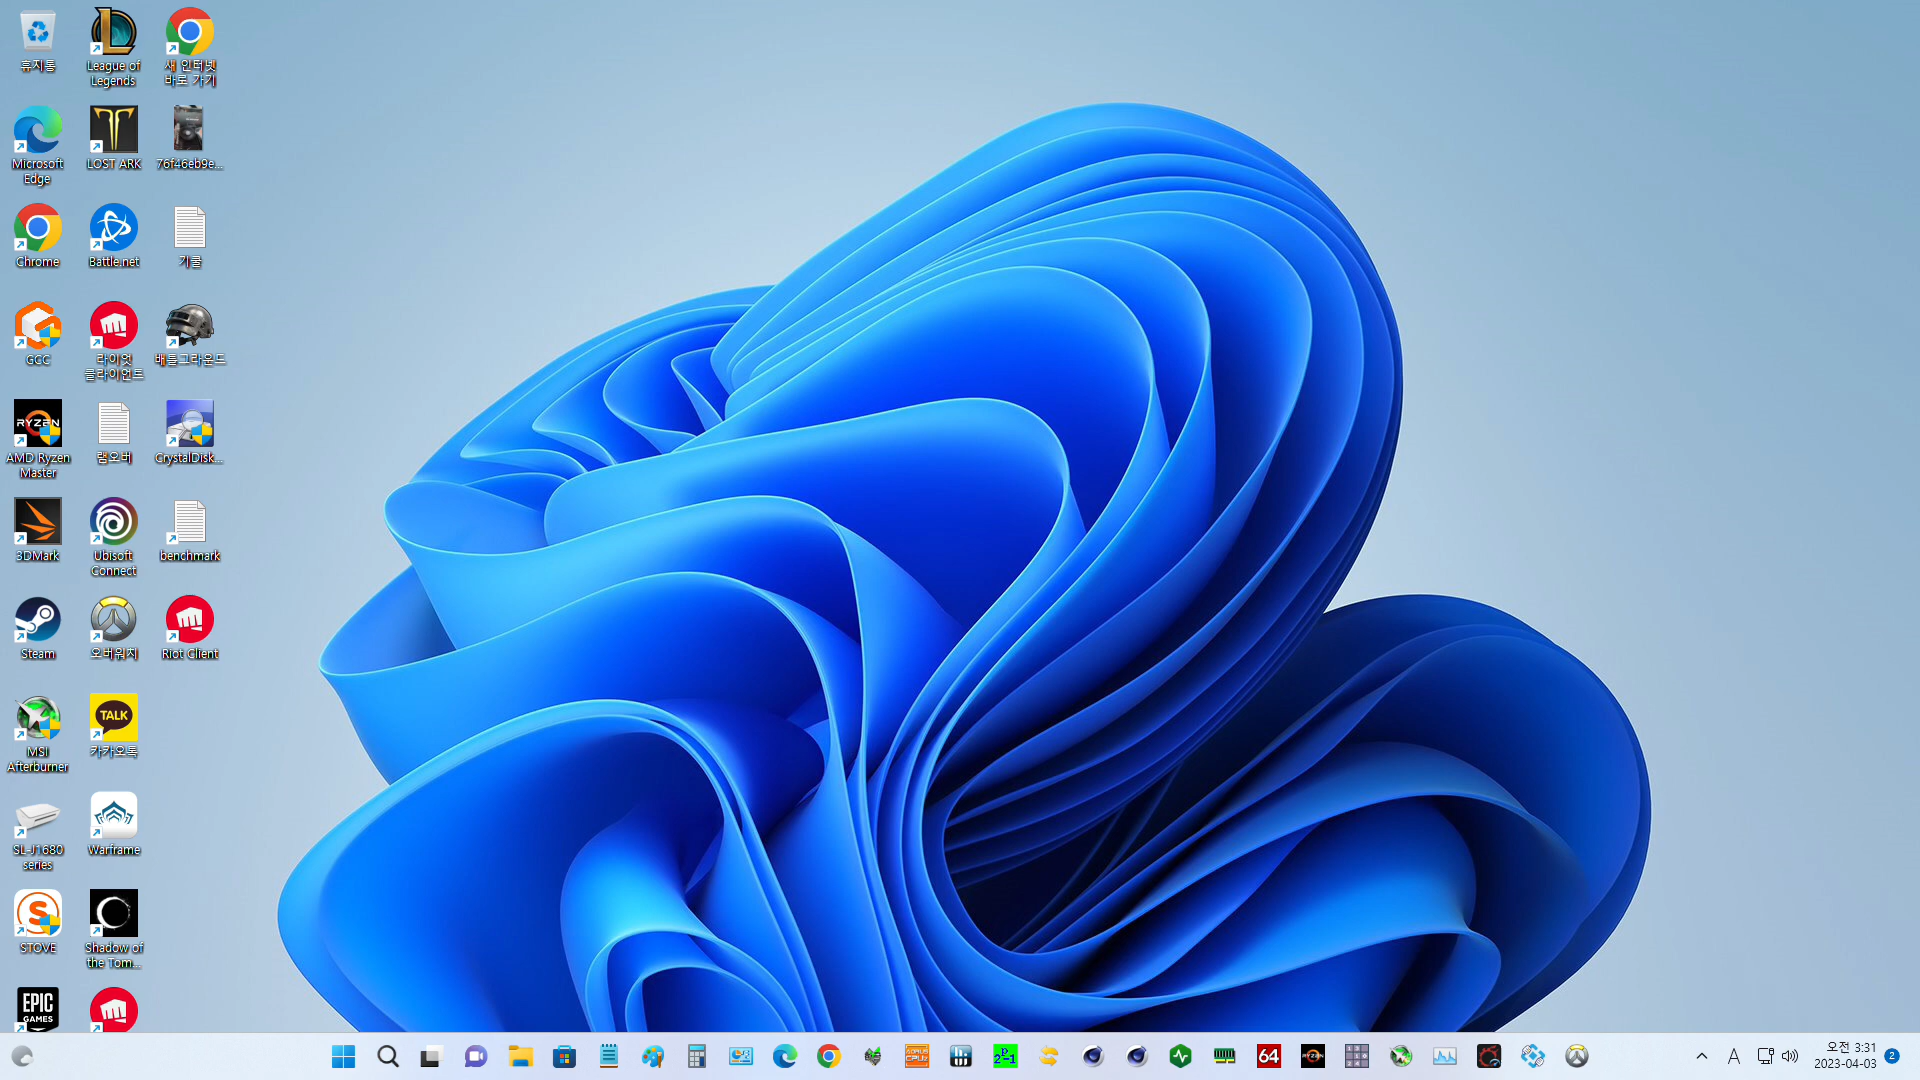 휴지통
League of
Legends
새 인터넷
바로 가기
Microsoft
Edge
LOST ARK
76f46eb9e...
Chrome
Battle.net
기쿨
GCC
라이엇
클라이언트
배틀그라운드
RYZEN
AMD Ryzen
Master
램오버
CrystalDisk...
3DMark
Ubisoft
Connect
benchmark
Steam
오버워치
Riot Client
MSI
Afterburner
TALK
카카오톡
SL-J1680
series
Warframe
STOVE
Shadow of
the Tom...
EPIC
GAMES
64
RYZEN
A
오전 3:31
2023-04-03
2